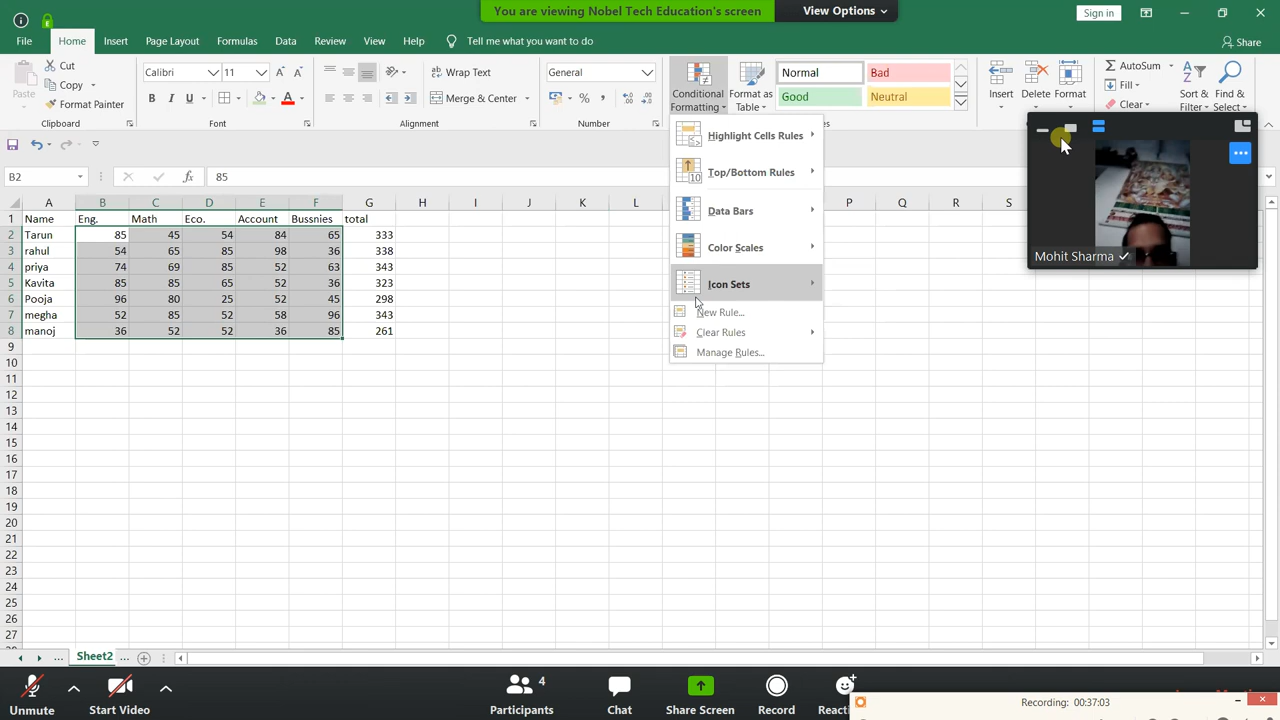 You are viewing Nobel Tech Education's screen
View Options
Sign in
File Home Insert Page Layout Formulas Data Review View Help Tell me what you want to do
Share
Cut
Copy
Format Painter
Paste
Clipboard
Calibri 11
B I U
Font
Wrap Text
Merge & Center
Alignment
General
%
Number
Conditional
Formatting
Format as
Table
Normal Bad
Good Neutral
Insert Delete Format
AutoSum
Fill
Clear
Sort &
Filter
Find &
Select
B2 fx 85
Highlight Cells Rules
Top/Bottom Rules
Data Bars
Color Scales
Icon Sets
New Rule...
Clear Rules
Manage Rules...
Mohit Sharma
A B C D E F G H J K L P Q R S
1 Name Eng. Math Eco. Account Bussnies total
2 Tarun 85 45 54 84 65 333
3 rahul 54 65 85 98 36 338
4 priya 74 69 85 52 63 343
5 Kavita 85 85 65 52 36 323
6 Pooja 96 80 25 52 45 298
7 megha 52 85 52 58 96 343
8 manoj 36 52 52 36 85 261
9
10
11
12
13
14
15
16
17
18
19
20
21
22
23
24
25
26
27
... Sheet2 ...
Unmute
Start Video
Participants 4
Chat
Share Screen
Record
Recording: 00:37:03